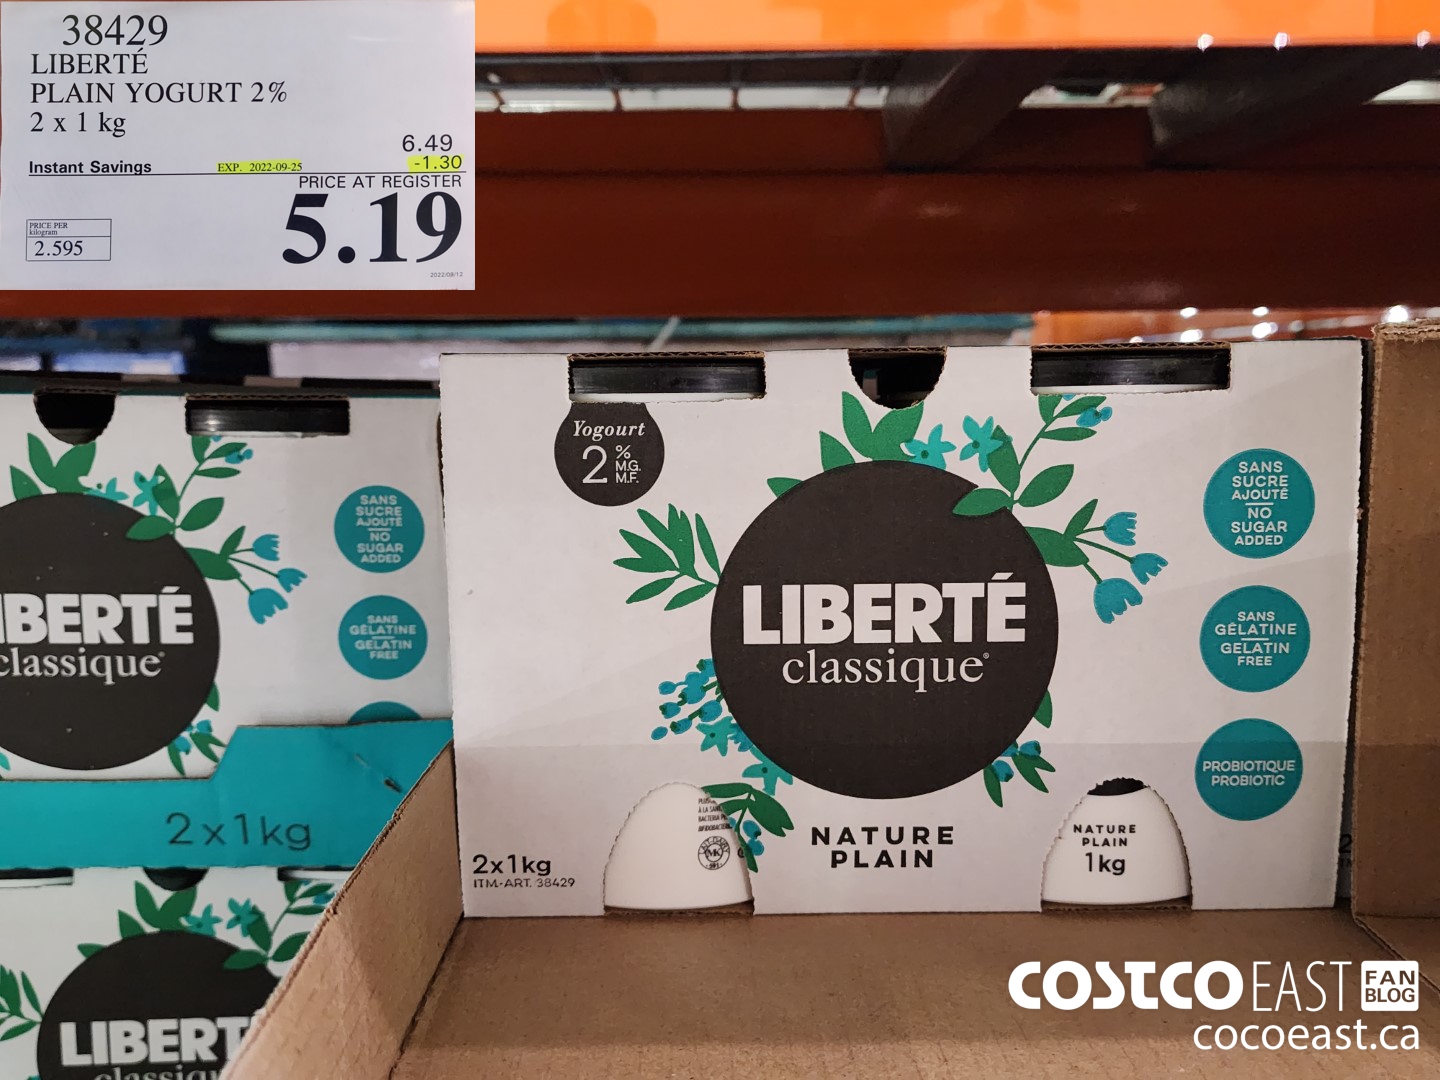 38429
LIBERTÉ
PLAIN YOGURT 2%
2 x 1 kg
6.49
Instant Savings EXP. 2022-09-25 -1.30
PRICE AT REGISTER
5.19
PRICE PER
kilogram
2.595
2022/09/12
SANS
SUCRE
AJOUTÉ
NO
SUGAR
ADDED
SANS
GÉLATINE
GELATIN
FREE
IBERTÉ
classique
2x1kg
LIBERT
Yogourt
2 %
M.G.
M.F.
LIBERTÉ
classique®
SANS
SUCRE
AJOUTÉ
NO
SUGAR
ADDED
SANS
GÉLATINE
GELATIN
FREE
PROBIOTIQUE
PROBIOTIC
NATURE
PLAIN
2x1kg
ITM-ART. 38429
MK
NATURE
PLAIN
1kg
COSTCO EAST FAN
BLOG
cocoeast.ca